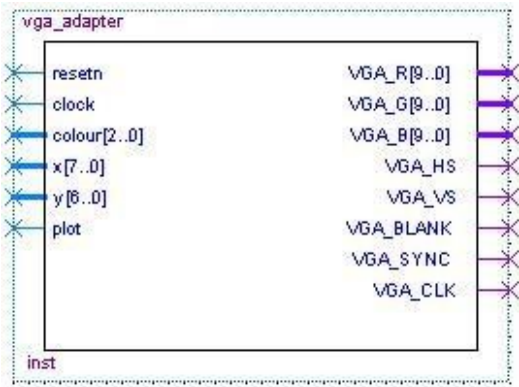 vga_adapter
resetn VGA_R[9..0]
clock VGA_G[9..0]
colour[2..0] VGA_B[9..0]
x[7..0] VGA_HS
y[6..0] VGA_VS
plot VGA_BLANK
VGA_SYNC
VGA_CLK
inst